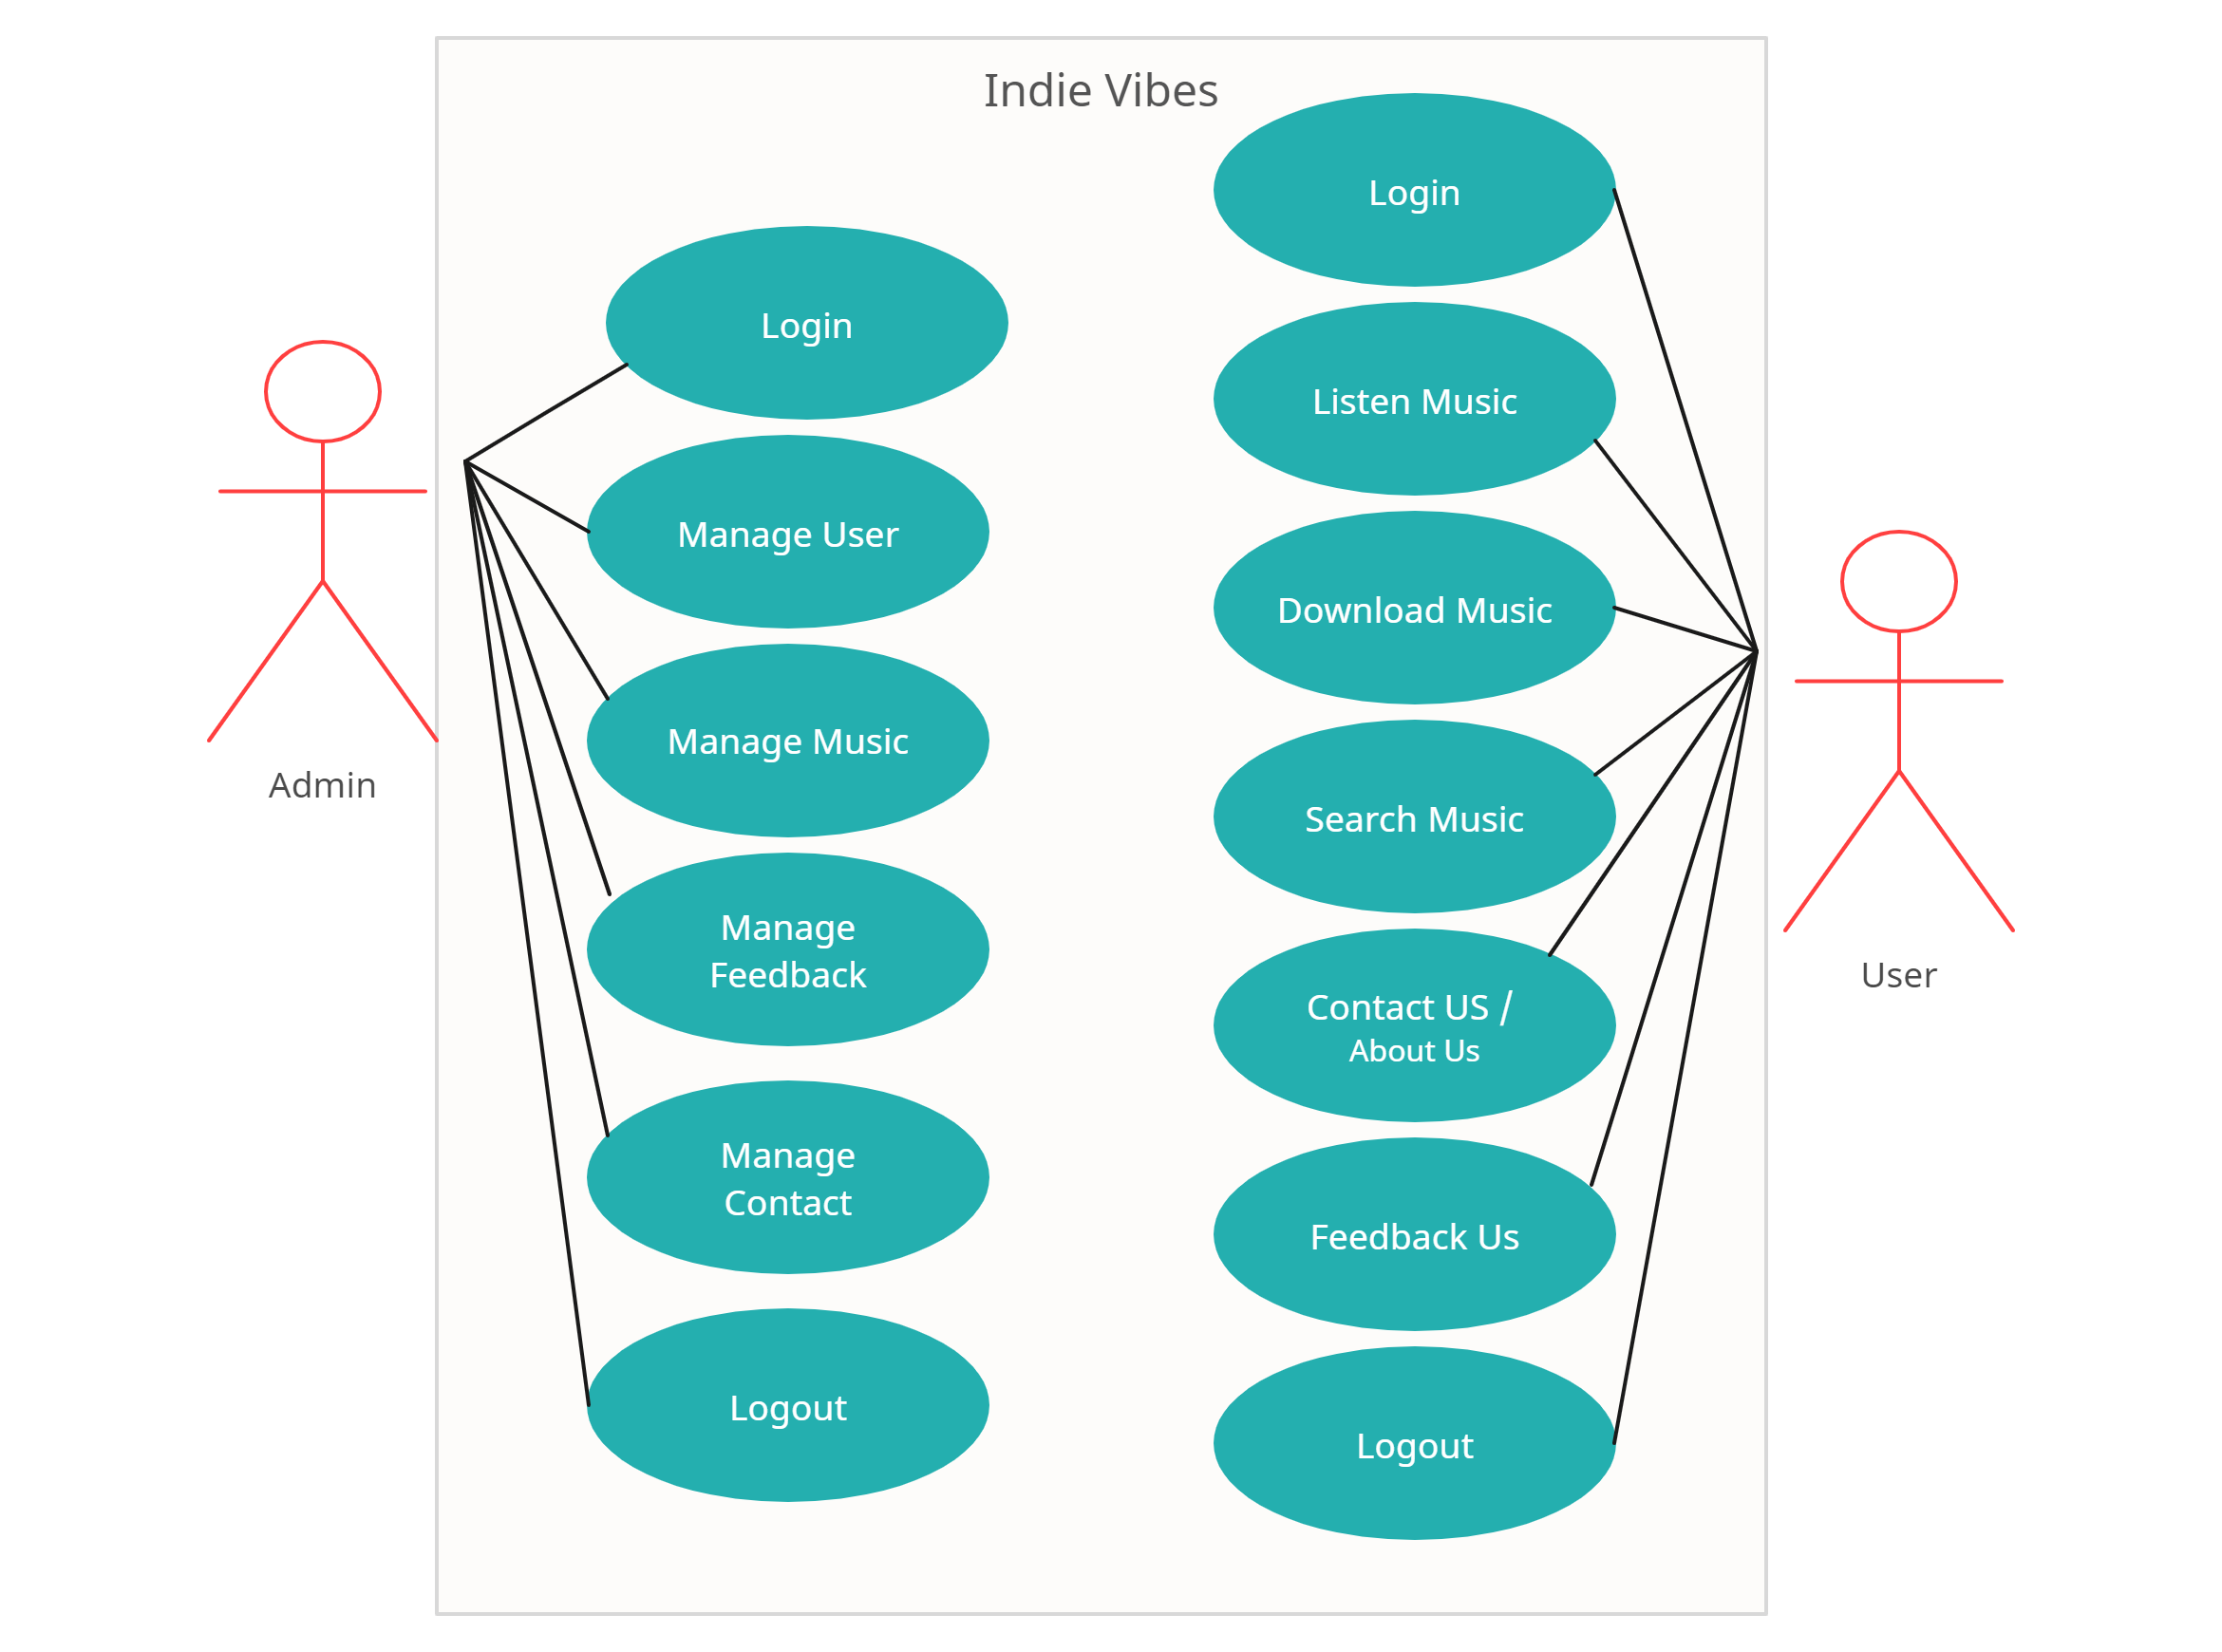 Indie Vibes
Admin
Login
Manage User
Manage Music
Manage
Feedback
Manage
Contact
Logout
Login
Listen Music
Download Music
Search Music
Contact US /
About Us
Feedback Us
Logout
User